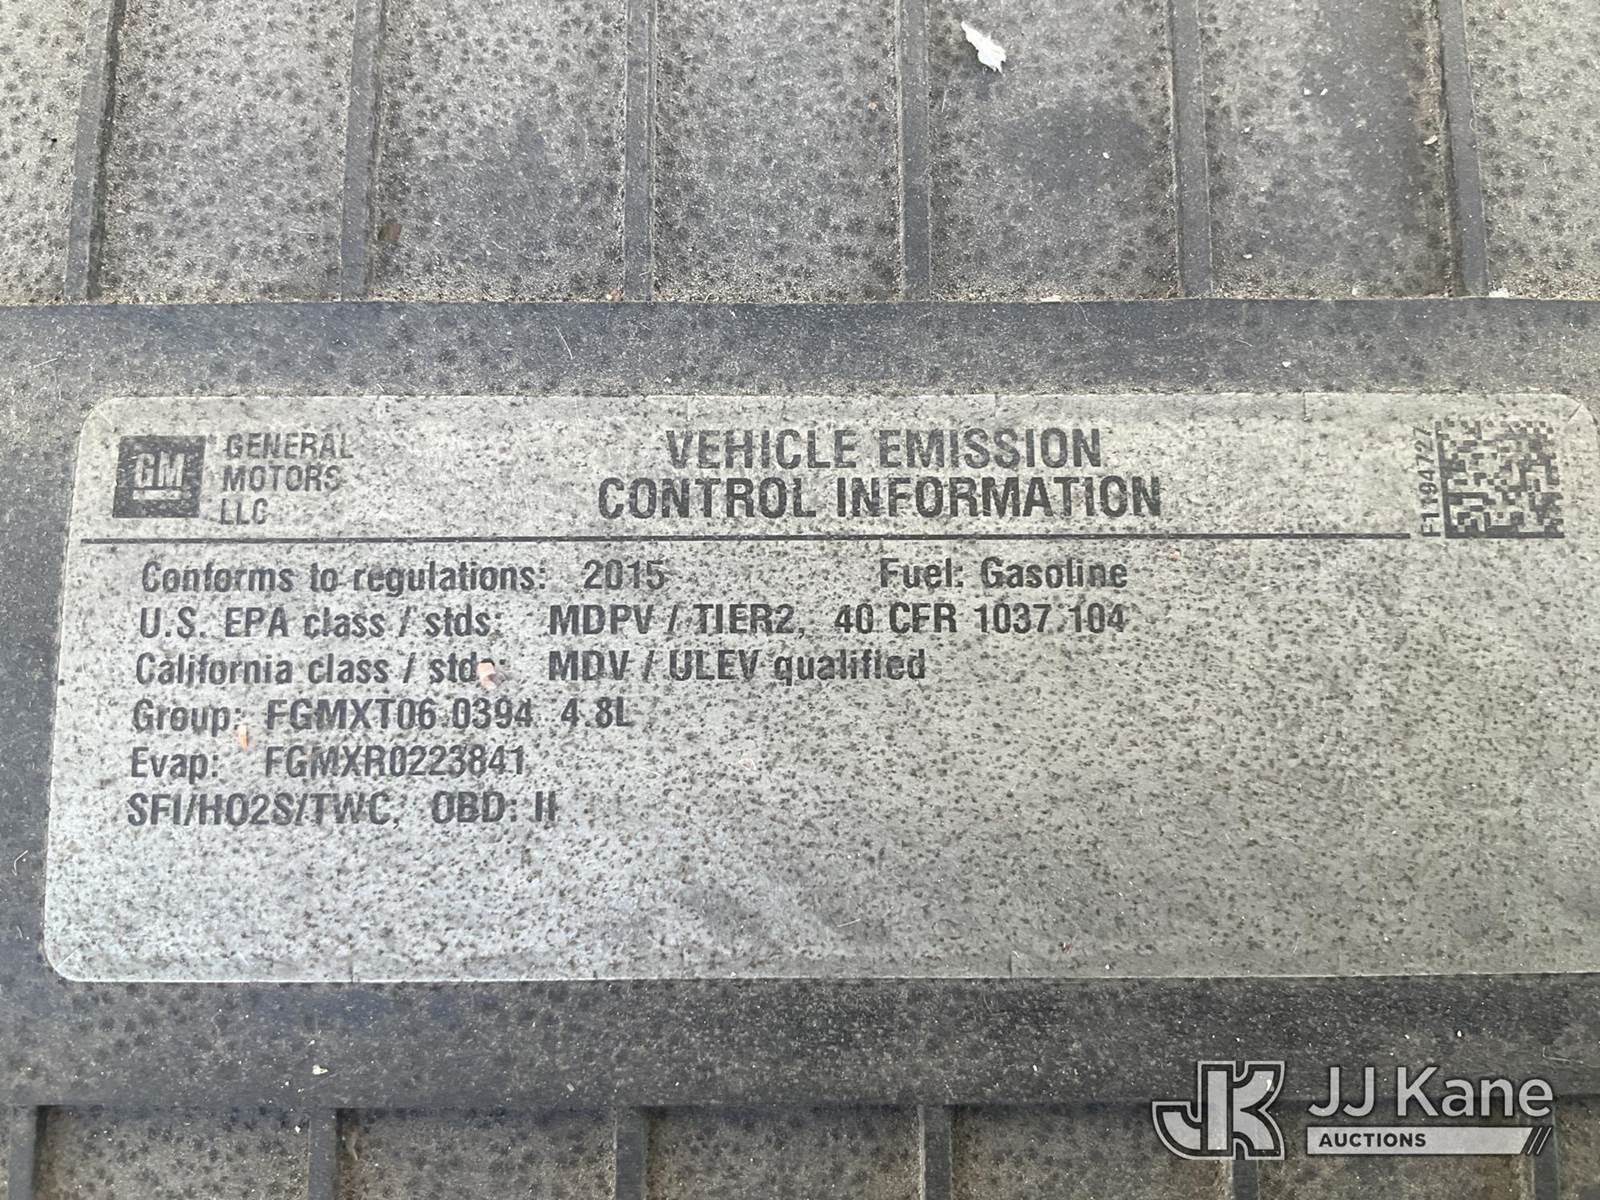 GM
GENERAL
MOTORS
LLC
VEHICLE EMISSION
CONTROL INFORMATION
F1194727
Conforms to regulations: 2015 Fuel: Gasoline
U.S. EPA class / stds: MDPV / TIER2, 40 CFR 1037.104
California class / stds: MDV / ULEV qualified
Group: FGMXT06.0394 4.8L
Evap: FGMXR0223841
SFI/HO2S/TWC, OBD: II
JK JJ Kane
AUCTIONS